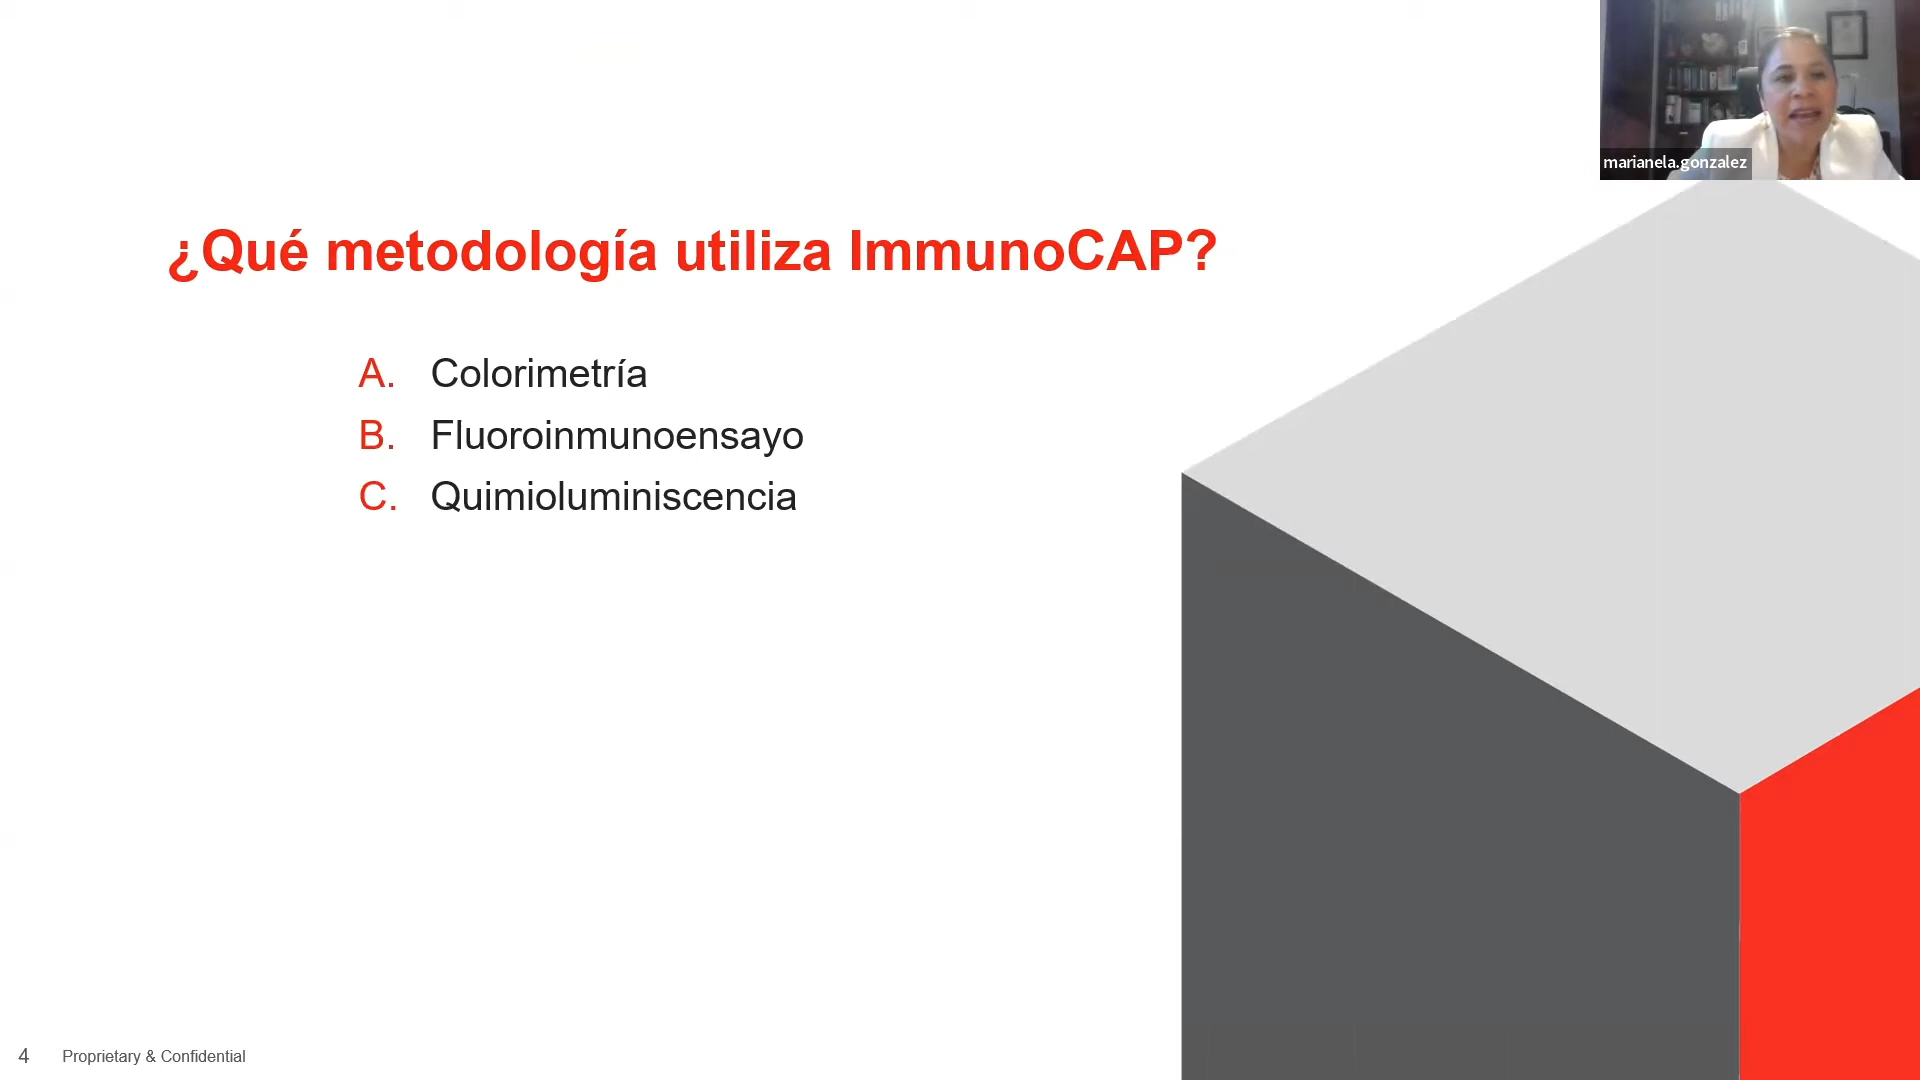 marianela.gonzalez
¿Qué metodología utiliza ImmunoCAP?
A. Colorimetría
B. Fluoroinmunoensayo
C. Quimioluminiscencia
4 Proprietary & Confidential